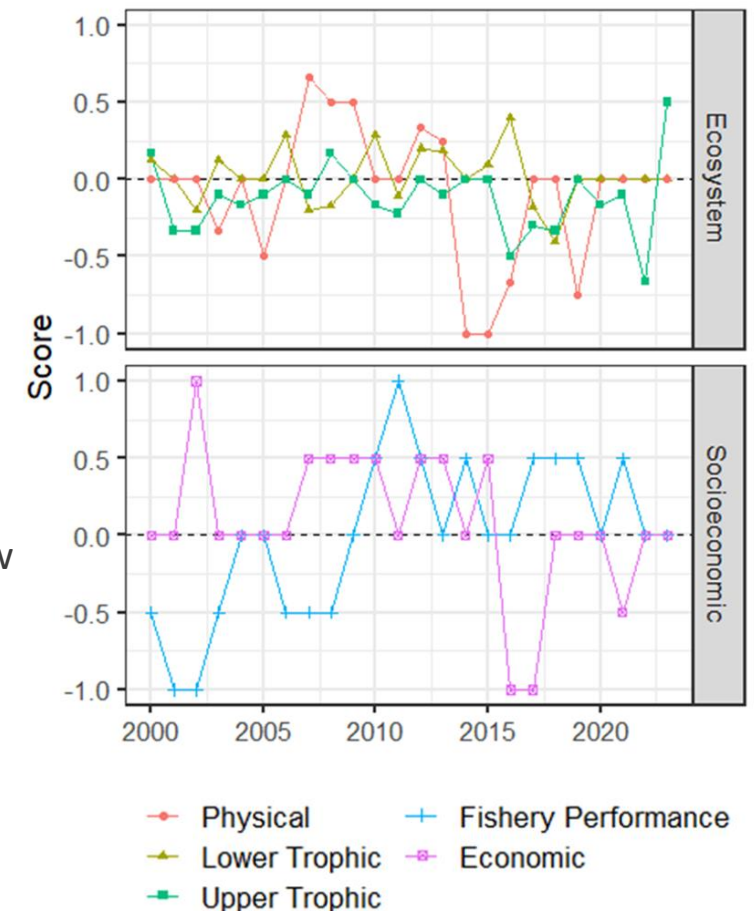 1.0
0.5
0.0
-0.5
-1.0
Ecosystem
Score
1.0
0.5
0.0
-0.5
-1.0
Socioeconomic
w
2000 2005 2010 2015 2020
Physical Fishery Performance
Lower Trophic Economic
Upper Trophic